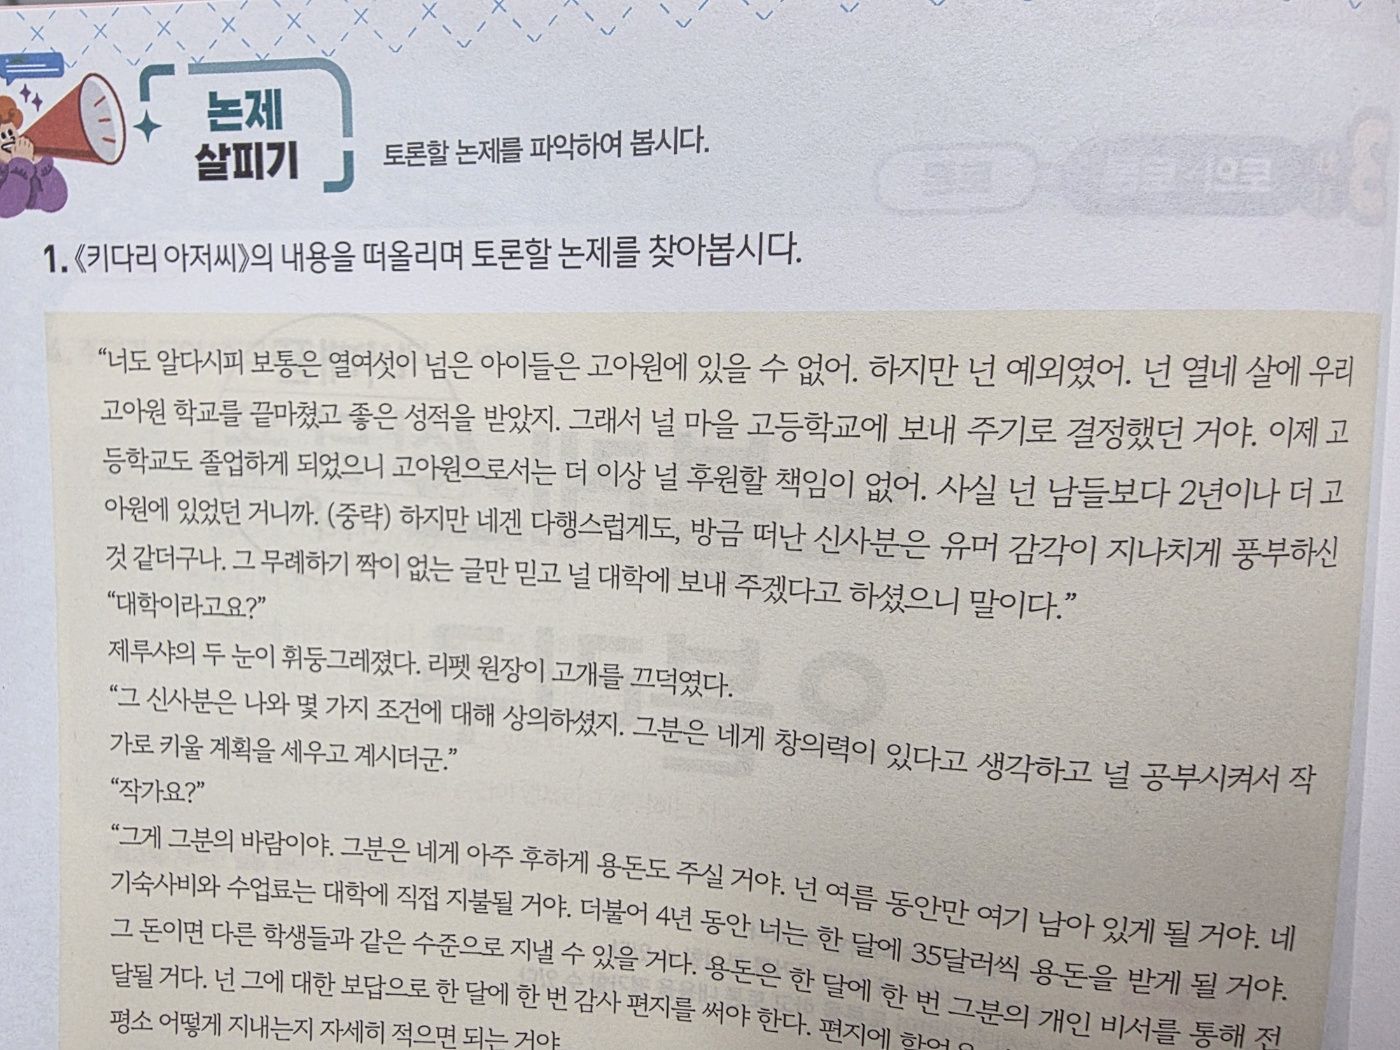 논제
살피기
토론할 논제를 파악하여 봅시다.
1. 《키다리 아저씨》의 내용을 떠올리며 토론할 논제를 찾아봅시다.
“너도 알다시피 보통은 열여섯이 넘은 아이들은 고아원에 있을 수 없어. 하지만 넌 예외였어. 넌 열네 살에 우리
고아원 학교를 끝마쳤고 좋은 성적을 받았지. 그래서 널 마을 고등학교에 보내 주기로 결정했던 거야. 이제 고
등학교도 졸업하게 되었으니 고아원으로서는 더 이상 널 후원할 책임이 없어. 사실 넌 남들보다 2년이나 더 고
아원에 있었던 거니까. (중략) 하지만 네겐 다행스럽게도, 방금 떠난 신사분은 유머 감각이 지나치게 풍부하신
것 같더구나. 그 무례하기 짝이 없는 글만 믿고 널 대학에 보내 주겠다고 하셨으니 말이다.”
“대학이라고요?”
제루샤의 두 눈이 휘둥그레졌다. 리펫 원장이 고개를 끄덕였다.
“그 신사분은 나와 몇 가지 조건에 대해 상의하셨지. 그분은 네게 창의력이 있다고 생각하고 널 공부시켜서 작
가로 키울 계획을 세우고 계시더군.”
“작가요?”
“그게 그분의 바람이야. 그분은 네게 아주 후하게 용돈도 주실 거야. 넌 여름 동안만 여기 남아 있게 될 거야. 네
기숙사비와 수업료는 대학에 직접 지불될 거야. 더불어 4년 동안 너는 한 달에 35달러씩 용돈을 받게 될 거야.
그 돈이면 다른 학생들과 같은 수준으로 지낼 수 있을 거다. 용돈은 한 달에 한 번 그분의 개인 비서를 통해 전
달될 거다. 넌 그에 대한 보답으로 한 달에 한 번 감사 편지를 써야 한다. 편지에
평소 어떻게 지내는지 자세히 적으면 되는 거야